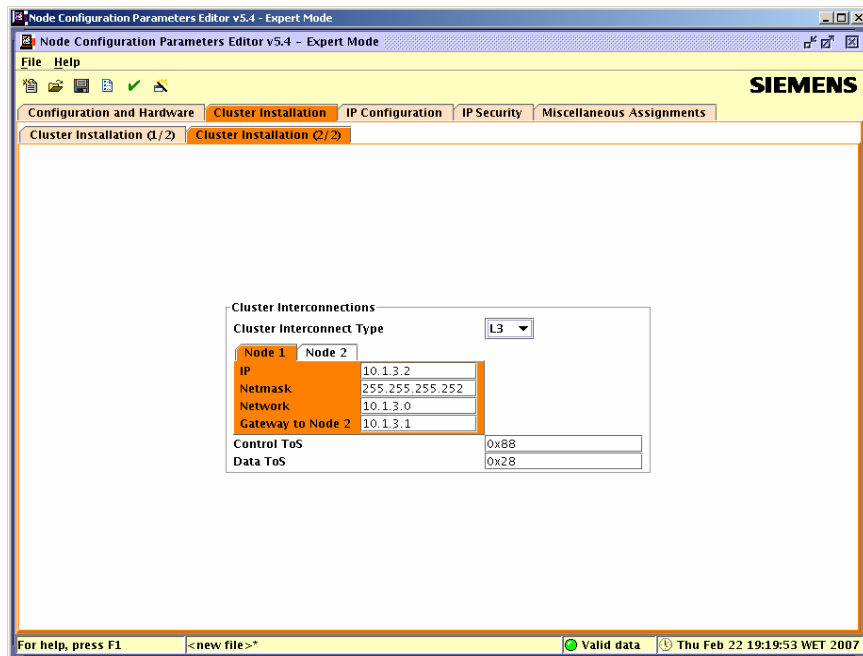 Node Configuration Parameters Editor v5.4 - Expert Mode
Node Configuration Parameters Editor v5.4 - Expert Mode
File Help
SIEMENS
Configuration and Hardware Cluster Installation IP Configuration IP Security Miscellaneous Assignments
Cluster Installation (1/2) Cluster Installation (2/2)
Cluster Interconnections
Cluster Interconnect Type L3
Node 1 Node 2
IP 10.1.3.2
Netmask 255.255.255.252
Network 10.1.3.0
Gateway to Node 2 10.1.3.1
Control ToS 0x88
Data ToS 0x28
For help, press F1 <new file>* Valid data Thu Feb 22 19:19:53 WET 2007